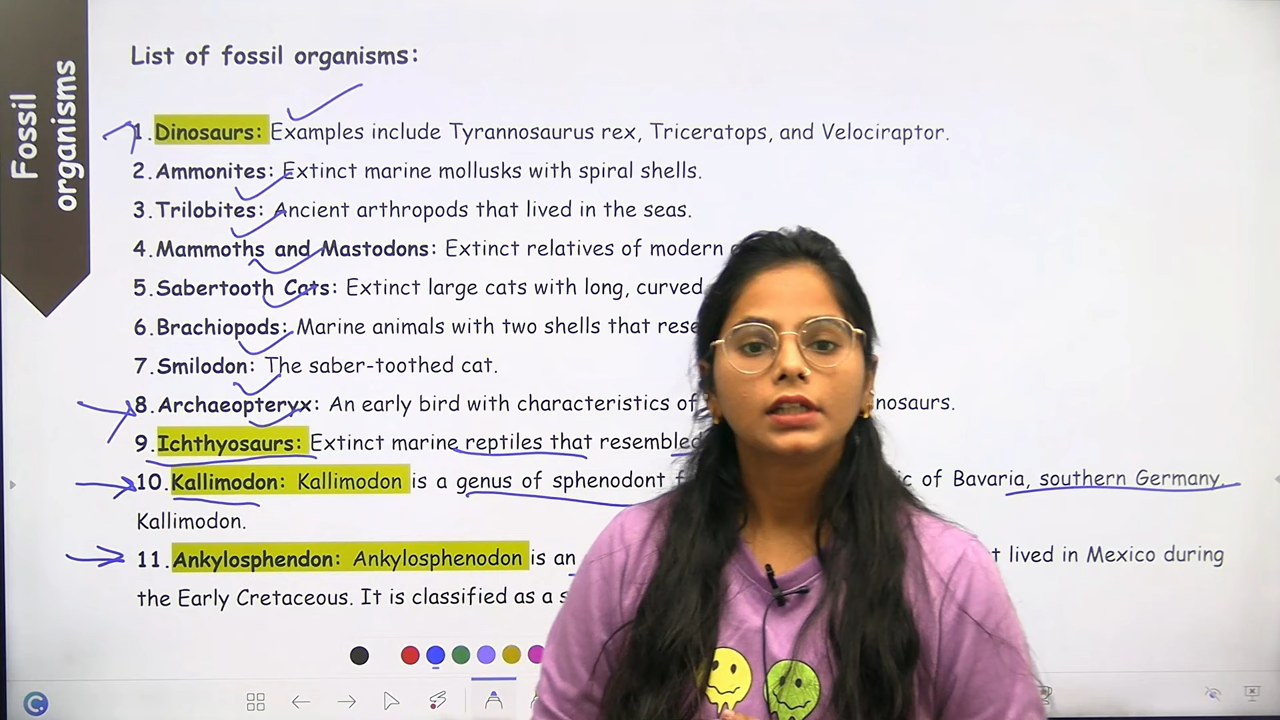 Fossil
organisms
List of fossil organisms:
1. Dinosaurs: Examples include Tyrannosaurus rex, Triceratops, and Velociraptor.
2. Ammonites: Extinct marine mollusks with spiral shells.
3. Trilobites: Ancient arthropods that lived in the seas.
4. Mammoths and Mastodons: Extinct relatives of modern
5. Sabertooth Cats: Extinct large cats with long, curved
6. Brachiopods: Marine animals with two shells that
7. Smilodon: The saber-toothed cat.
8. Archaeopteryx: An early bird with characteristics of
9. Ichthyosaurs: Extinct marine reptiles that resembled
10. Kallimodon: Kallimodon is a genus of sphenodont of Bavaria, southern Germany.
Kallimodon.
11. Ankylosphendon: Ankylosphenodon is an lived in Mexico during
the Early Cretaceous. It is classified as a